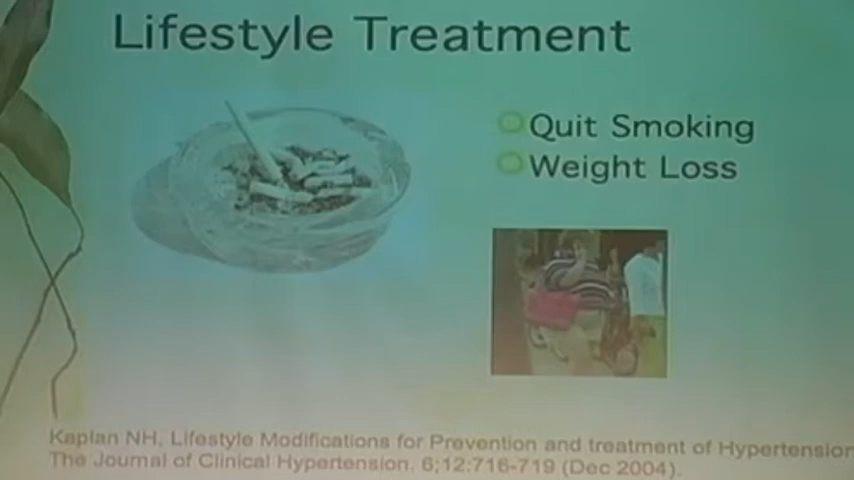 Lifestyle Treatment
Quit Smoking
Weight Loss
Kaplan NH, Lifestyle Modifications for Prevention and treatment of Hypertension
The Journal of Clinical Hypertension. 6;12:716-719 (Dec 2004).